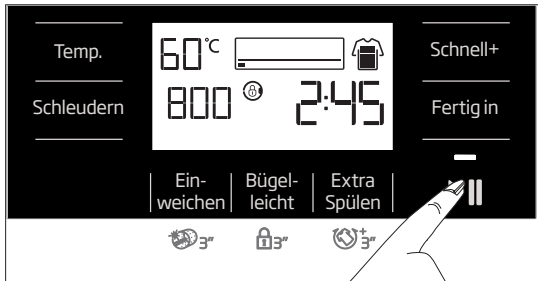 Temp.
60°C
Schnell+
Schleudern
800
2:45
Fertig in
Ein-
weichen
Bügel-
leicht
Extra
Spülen
3"
3"
3"